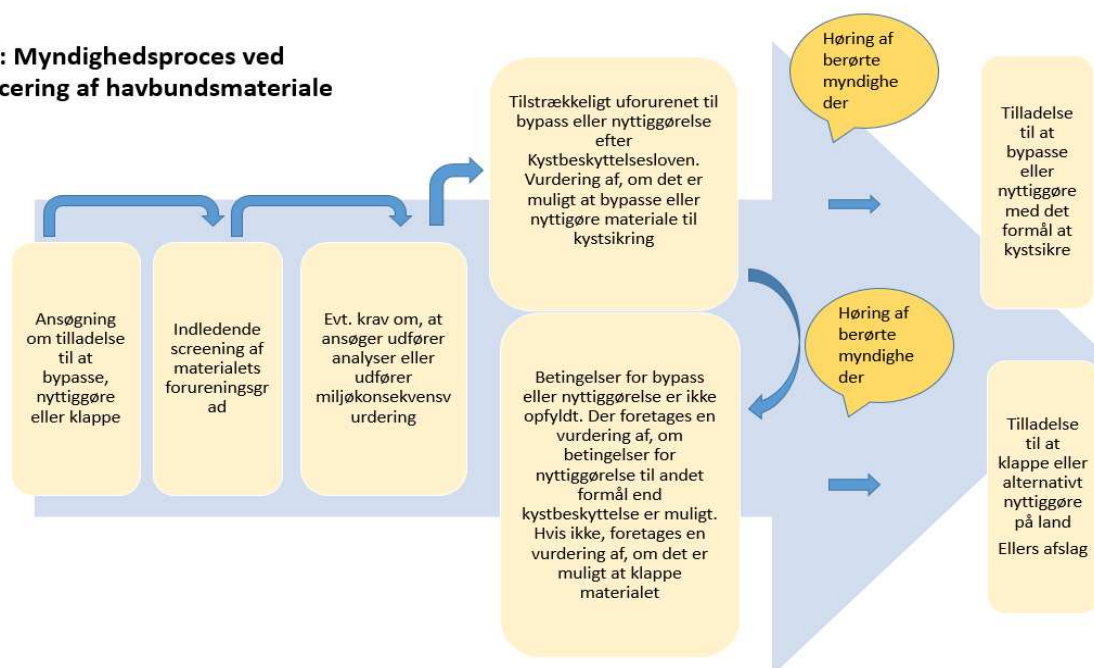 : Myndighedsproces ved
cering af havbundsmateriale
Ansøgning
om tilladelse
til at
bypasse,
nyttiggøre
eller klappe
Indledende
screening af
materialets
forureningsgr
ad
Evt. krav om, at
ansøger udfører
analyser eller
udfører
miljøkonsekvensv
urdering
Tilstrækkeligt uforurenet til
bypass eller nyttiggørelse
efter
Kystbeskyttelsesloven.
Vurdering af, om det er
muligt at bypasse eller
nyttigøre materiale til
kystsikring
Høring af
berørte
myndighe
der
Tilladelse
til at
bypasse
eller
nyttiggøre
med det
formål at
kystsikre
Betingelser for bypass
eller nyttiggørelse er ikke
opfyldt. Der foretages en
vurdering af, om
betingelser for
nyttiggørelse til andet
formål end
kystbeskyttelse er muligt.
Hvis ikke, foretages en
vurdering af, om det er
muligt at klappe
materialet
Høring af
berørte
myndighe
der
Tilladelse
til at
klappe eller
alternativt
nyttiggøre
på land
Ellers afslag